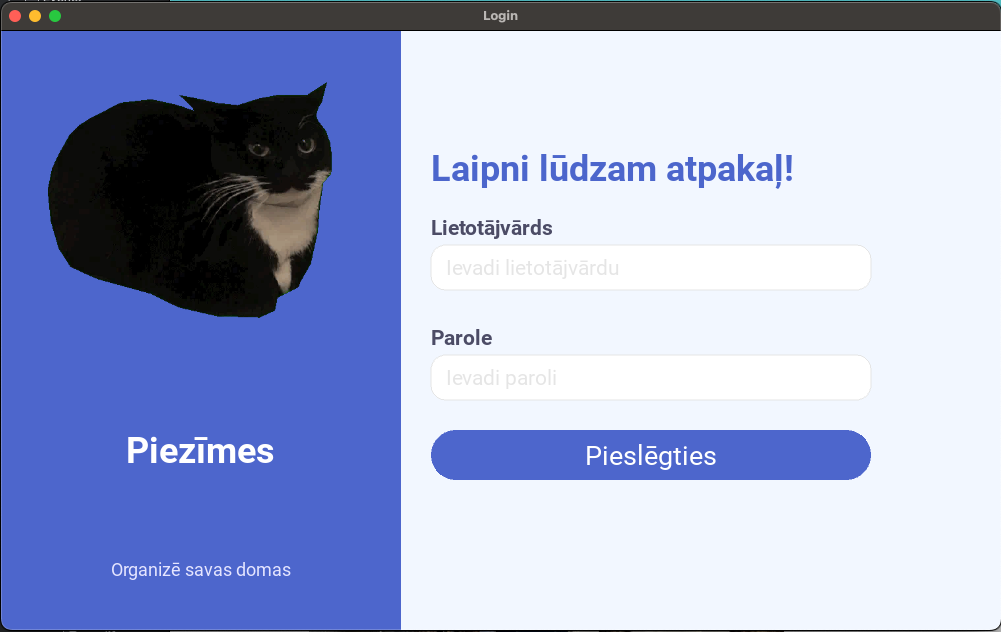 Login
Piezīmes
Organizē savas domas
Laipni lūdzam atpakaļ!
Lietotājvārds
Ievadi lietotājvārdu
Parole
Ievadi paroli
Pieslēgties